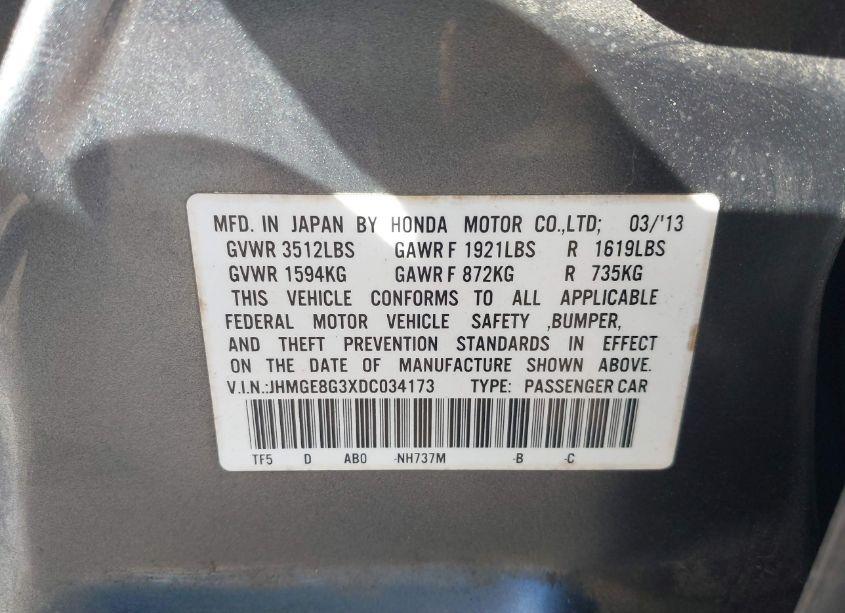 MFD. IN JAPAN BY HONDA MOTOR CO.,LTD; 03/'13
GVWR 3512LBS GAWR F 1921LBS R 1619LBS
GVWR 1594KG GAWR F 872KG R 735KG
THIS VEHICLE CONFORMS TO ALL APPLICABLE
FEDERAL MOTOR VEHICLE SAFETY ,BUMPER,
AND THEFT PREVENTION STANDARDS IN EFFECT
ON THE DATE OF MANUFACTURE SHOWN ABOVE.
V.I.N.:JHMGE8G3XDC034173 TYPE: PASSENGER CAR
TF5 D AB0 -NH737M -B -C